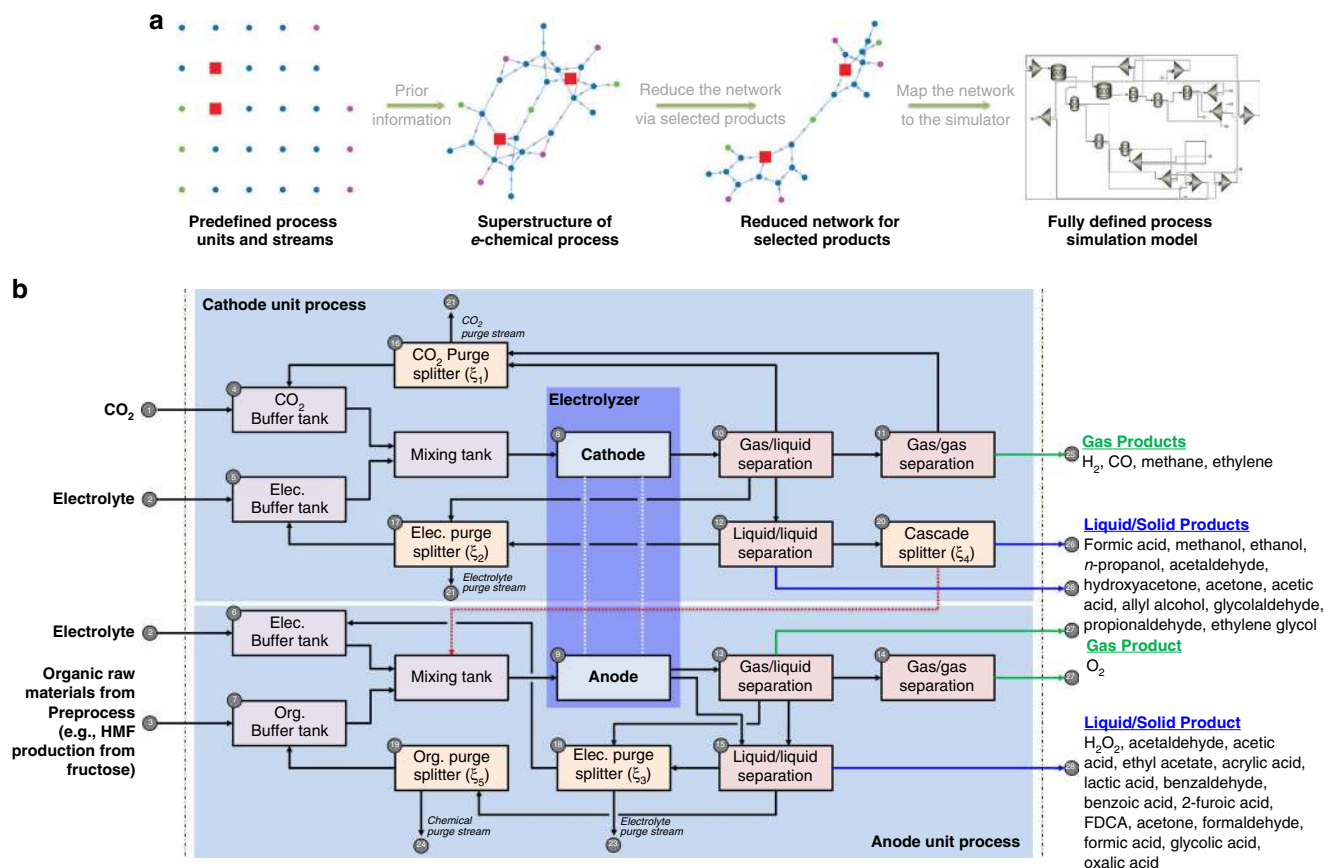 a
Prior
information
Reduce the network
via selected products
Map the network
to the simulator
Predefined process
units and streams
Superstructure of
e-chemical process
Reduced network for
selected products
Fully defined process
simulation model
b
Cathode unit process
21
CO2
purge stream
16
CO2 Purge
splitter (ξ1)
4
CO2
Buffer tank
CO2
1
Electrolyzer
Mixing tank
8
Cathode
10
Gas/liquid
separation
11
Gas/gas
separation
25
Gas Products
H2, CO, methane, ethylene
5
Elec.
Buffer tank
Electrolyte
2
17
Elec. purge
splitter (ξ2)
Electrolyte
purge stream
21
12
Liquid/liquid
separation
20
Cascade
splitter (ξ4)
26
26
Liquid/Solid Products
Formic acid, methanol, ethanol,
n-propanol, acetaldehyde,
hydroxyacetone, acetone, acetic
acid, allyl alcohol, glycolaldehyde,
propionaldehyde, ethylene glycol
6
Elec.
Buffer tank
Electrolyte
2
Mixing tank
9
Anode
13
Gas/liquid
separation
14
Gas/gas
separation
27
27
Gas Product
O2
Organic raw
materials from
Preprocess
(e.g., HMF
production from
fructose)
3
7
Org.
Buffer tank
19
Org. purge
splitter (ξ5)
Chemical
purge stream
24
18
Elec. purge
splitter (ξ3)
Electrolyte
purge stream
23
15
Liquid/liquid
separation
28
Liquid/Solid Product
H2O2, acetaldehyde, acetic
acid, ethyl acetate, acrylic acid,
lactic acid, benzaldehyde,
benzoic acid, 2-furoic acid,
FDCA, acetone, formaldehyde,
formic acid, glycolic acid,
oxalic acid
Anode unit process